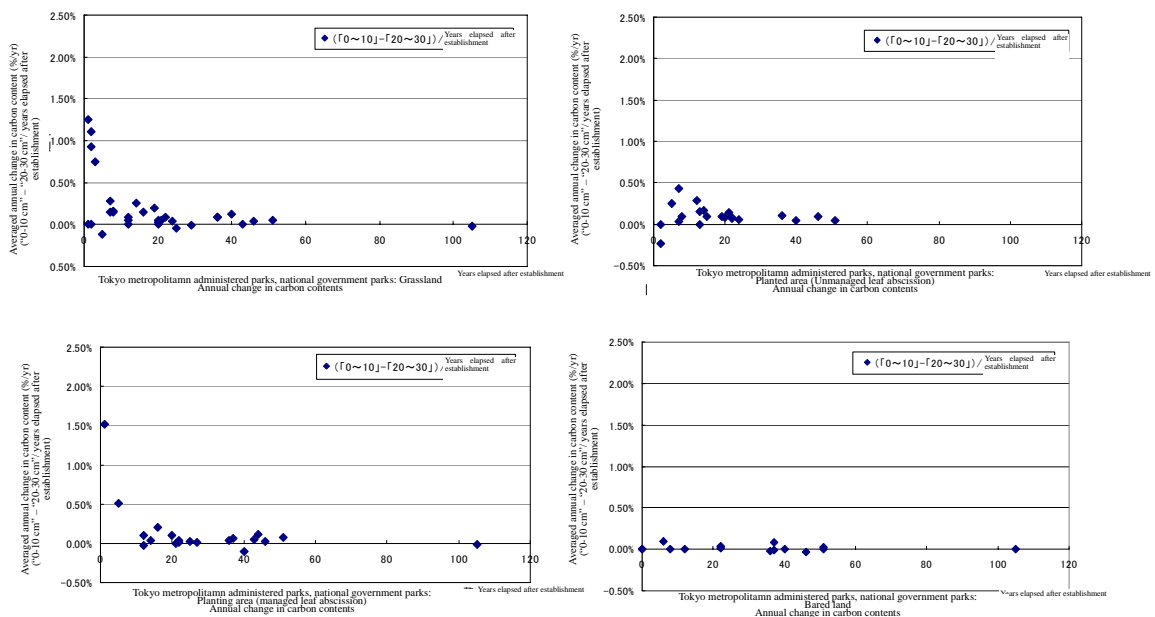 2.50%
2.00%
1.50%
1.00%
0.50%
0.00%
0.50%
0 20 40 60 80 100 120
Averaged annual change in carbon content (%/yr)
(“0-10 cm” – “20-30 cm”/ years elapsed after
establishment)
(「0～10」-「20～30」)/ Years elapsed after
establishment
Years elapsed after establishment
Tokyo metropolitamn administered parks, national government parks: Grassland
Annual change in carbon contents
2.50%
2.00%
1.50%
1.00%
0.50%
0.00%
-0.50%
0 20 40 60 80 100 120
Averaged annual change in carbon content (%/yr)
(“0-10 cm” – “20-30 cm”/ years elapsed after
establishment)
(「0～10」-「20～30」)/ Years elapsed after
establishment
Years elapsed after establishment
Tokyo metropolitamn administered parks, national government parks:
Planted area (Unmanaged leaf abscission)
Annual change in carbon contents
2.50%
2.00%
1.50%
1.00%
0.50%
0.00%
-0.50%
0 20 40 60 80 100 120
Averaged annual change in carbon content (%/yr)
(“0-10 cm” – “20-30 cm”/ years elapsed after
establishment)
(「0～10」-「20～30」)/ Years elapsed after
establishment
Years elapsed after establishment
Tokyo metropolitamn administered parks, national government parks:
Planting area (managed leaf abscission)
Annual change in carbon contents
2.50%
2.00%
1.50%
1.00%
0.50%
0.00%
-0.50%
0 20 40 60 80 100 120
Averaged annual change in carbon content (%/yr)
(“0-10 cm” – “20-30 cm”/ years elapsed after
establishment)
(「0～10」-「20～30」)/ Years elapsed after
establishment
Years elapsed after establishment
Tokyo metropolitamn administered parks, national government parks:
Bared land
Annual change in carbon contents